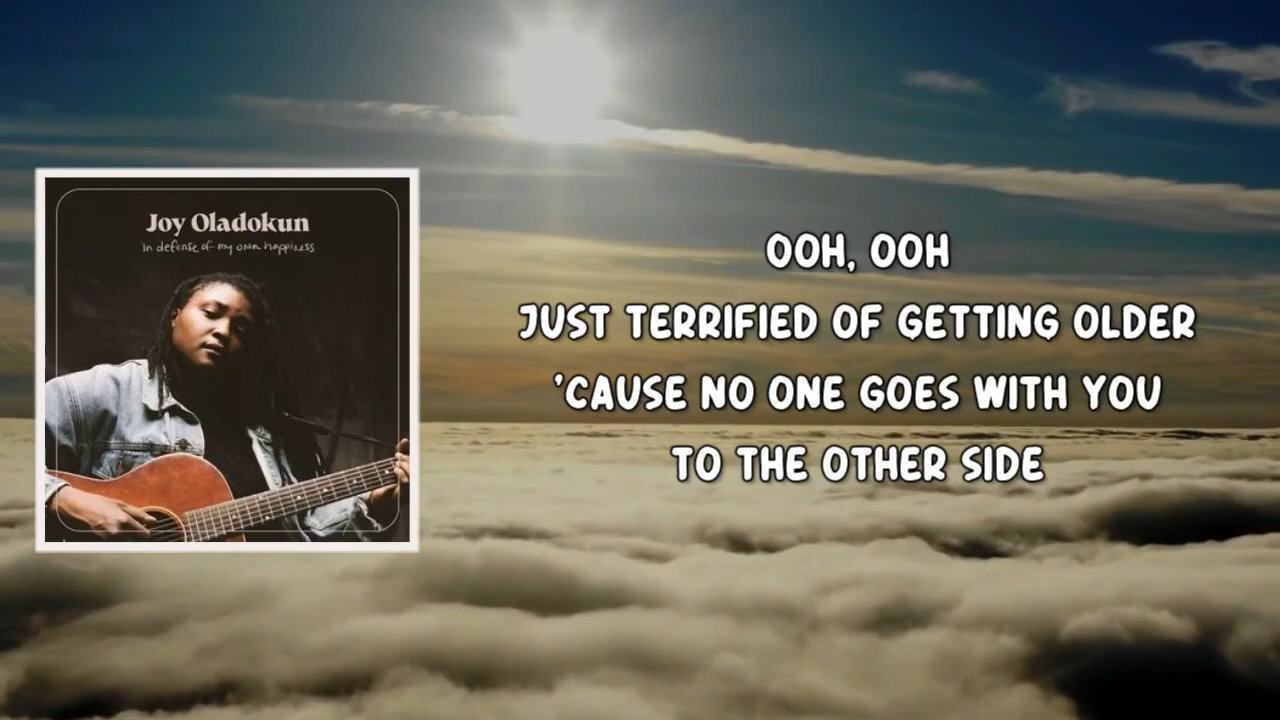 Joy Oladokun
in defense of my own happiness
OOH, OOH
JUST TERRIFIED OF GETTING OLDER
'CAUSE NO ONE GOES WITH YOU
TO THE OTHER SIDE